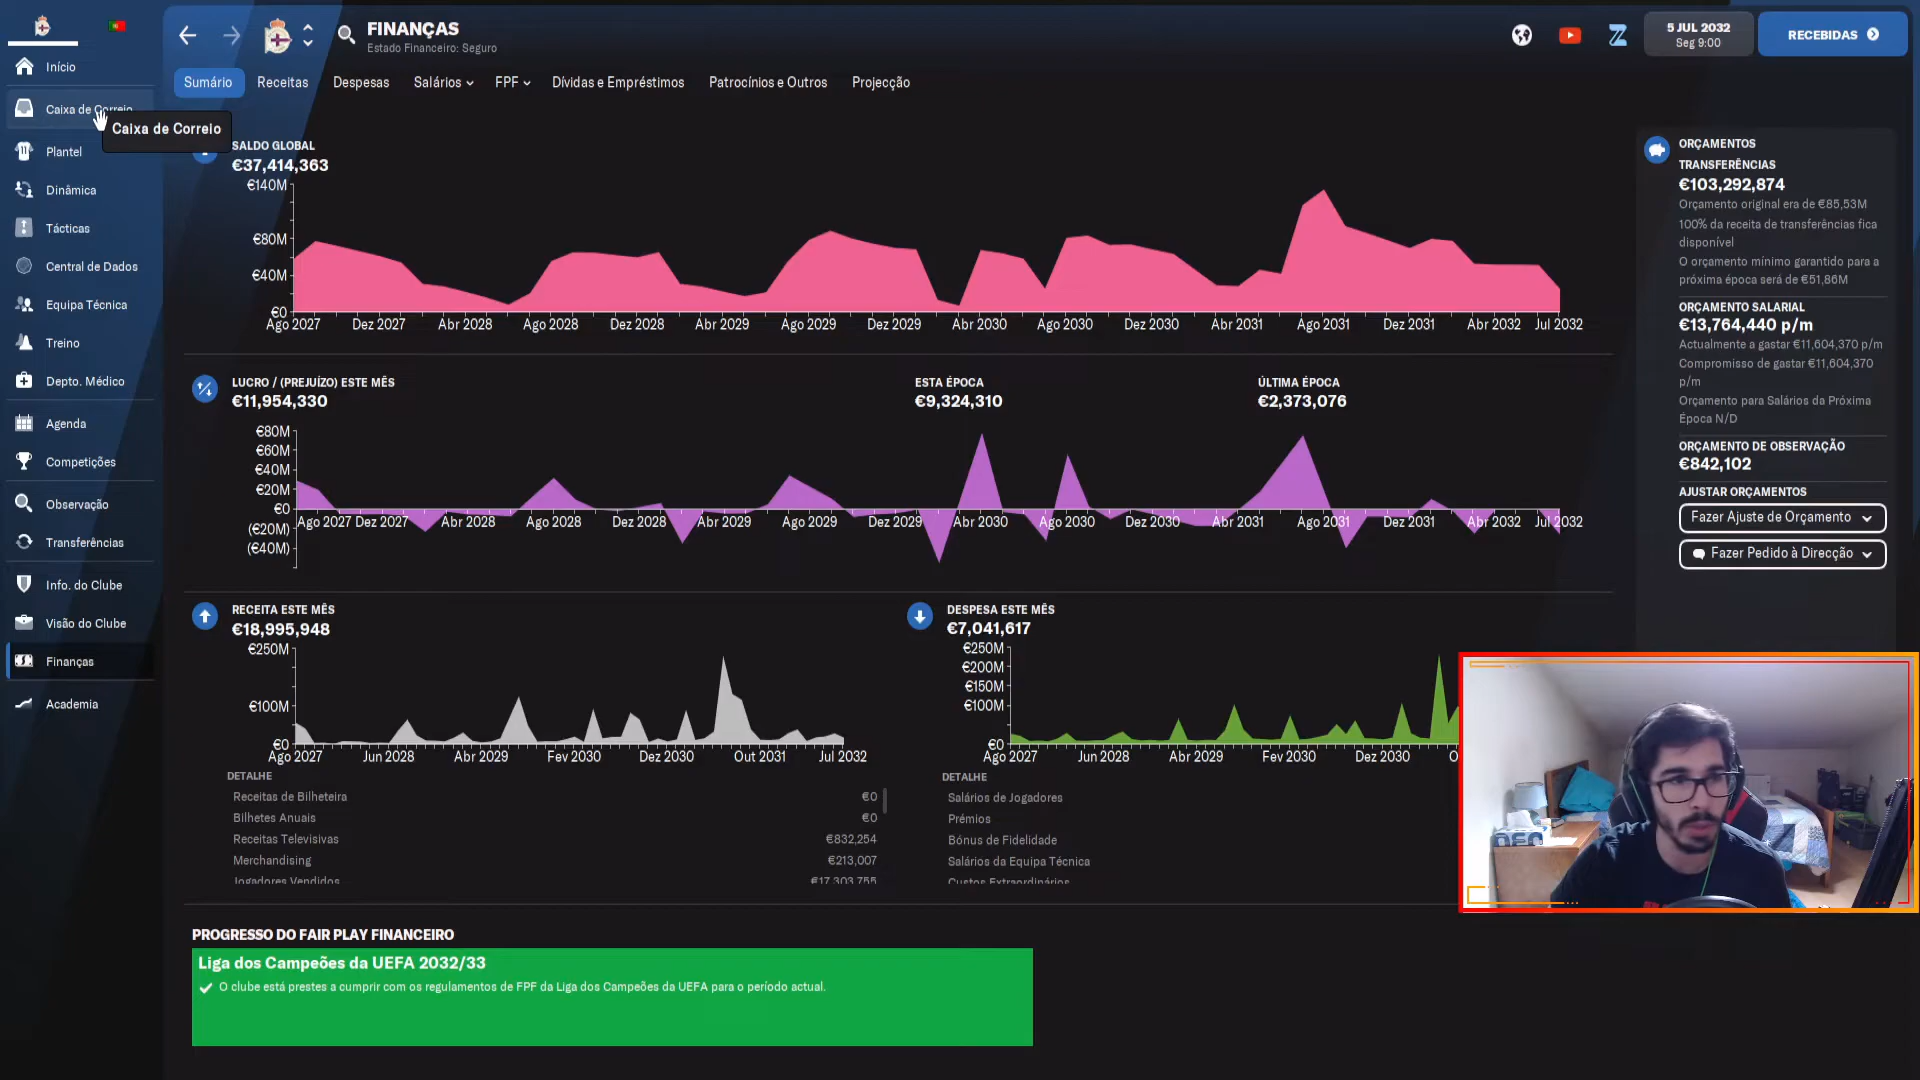 FINANÇAS
Estado Financeiro: Seguro
5 JUL 2032
Seg 9:00
RECEBIDAS
Início
Caixa de Correio
Caixa de Correio
Plantel
Dinâmica
Tácticas
Central de Dados
Equipa Técnica
Treino
Depto. Médico
Agenda
Competições
Observação
Transferências
Info. do Clube
Visão do Clube
Finanças
Academia
Sumário
Receitas
Despesas
Salários
FPF
Dívidas e Empréstimos
Patrocínios e Outros
Projecção
SALDO GLOBAL
€37,414,363
€140M
€80M
€40M
€0
Ago 2027 Dez 2027 Abr 2028 Ago 2028 Dez 2028 Abr 2029 Ago 2029 Dez 2029 Abr 2030 Ago 2030 Dez 2030 Abr 2031 Ago 2031 Dez 2031 Abr 2032 Jul 2032
LUCRO / (PREJUÍZO) ESTE MÊS
€11,954,330
ESTA ÉPOCA
€9,324,310
ÚLTIMA ÉPOCA
€2,373,076
€80M
€60M
€40M
€20M
€0
(€20M)
(€40M)
Ago 2027 Dez 2027 Abr 2028 Ago 2028 Dez 2028 Abr 2029 Ago 2029 Dez 2029 Abr 2030 Ago 2030 Dez 2030 Abr 2031 Ago 2031 Dez 2031 Abr 2032 Jul 2032
RECEITA ESTE MÊS
€18,995,948
€250M
€100M
€0
Ago 2027 Jun 2028 Abr 2029 Fev 2030 Dez 2030 Out 2031 Jul 2032
DETALHE
Receitas de Bilheteira €0
Bilhetes Anuais €0
Receitas Televisivas €832,254
Merchandising €213,007
Jogadores Vendidos €17,303,755
DESPESA ESTE MÊS
€7,041,617
€250M
€200M
€150M
€100M
€0
Ago 2027 Jun 2028 Abr 2029 Fev 2030 Dez 2030 O
DETALHE
Salários de Jogadores
Prémios
Bónus de Fidelidade
Salários da Equipa Técnica
Custos Extraordinários
PROGRESSO DO FAIR PLAY FINANCEIRO
Liga dos Campeões da UEFA 2032/33
O clube está prestes a cumprir com os regulamentos de FPF da Liga dos Campeões da UEFA para o período actual.
ORÇAMENTOS
TRANSFERÊNCIAS
€103,292,874
Orçamento original era de €85,53M
100% da receita de transferências fica
disponível
O orçamento mínimo garantido para a
próxima época será de €51,86M
ORÇAMENTO SALARIAL
€13,764,440 p/m
Actualmente a gastar €11,604,370 p/m
Compromisso de gastar €11,604,370
p/m
Orçamento para Salários da Próxima
Época N/D
ORÇAMENTO DE OBSERVAÇÃO
€842,102
AJUSTAR ORÇAMENTOS
Fazer Ajuste de Orçamento
Fazer Pedido à Direcção